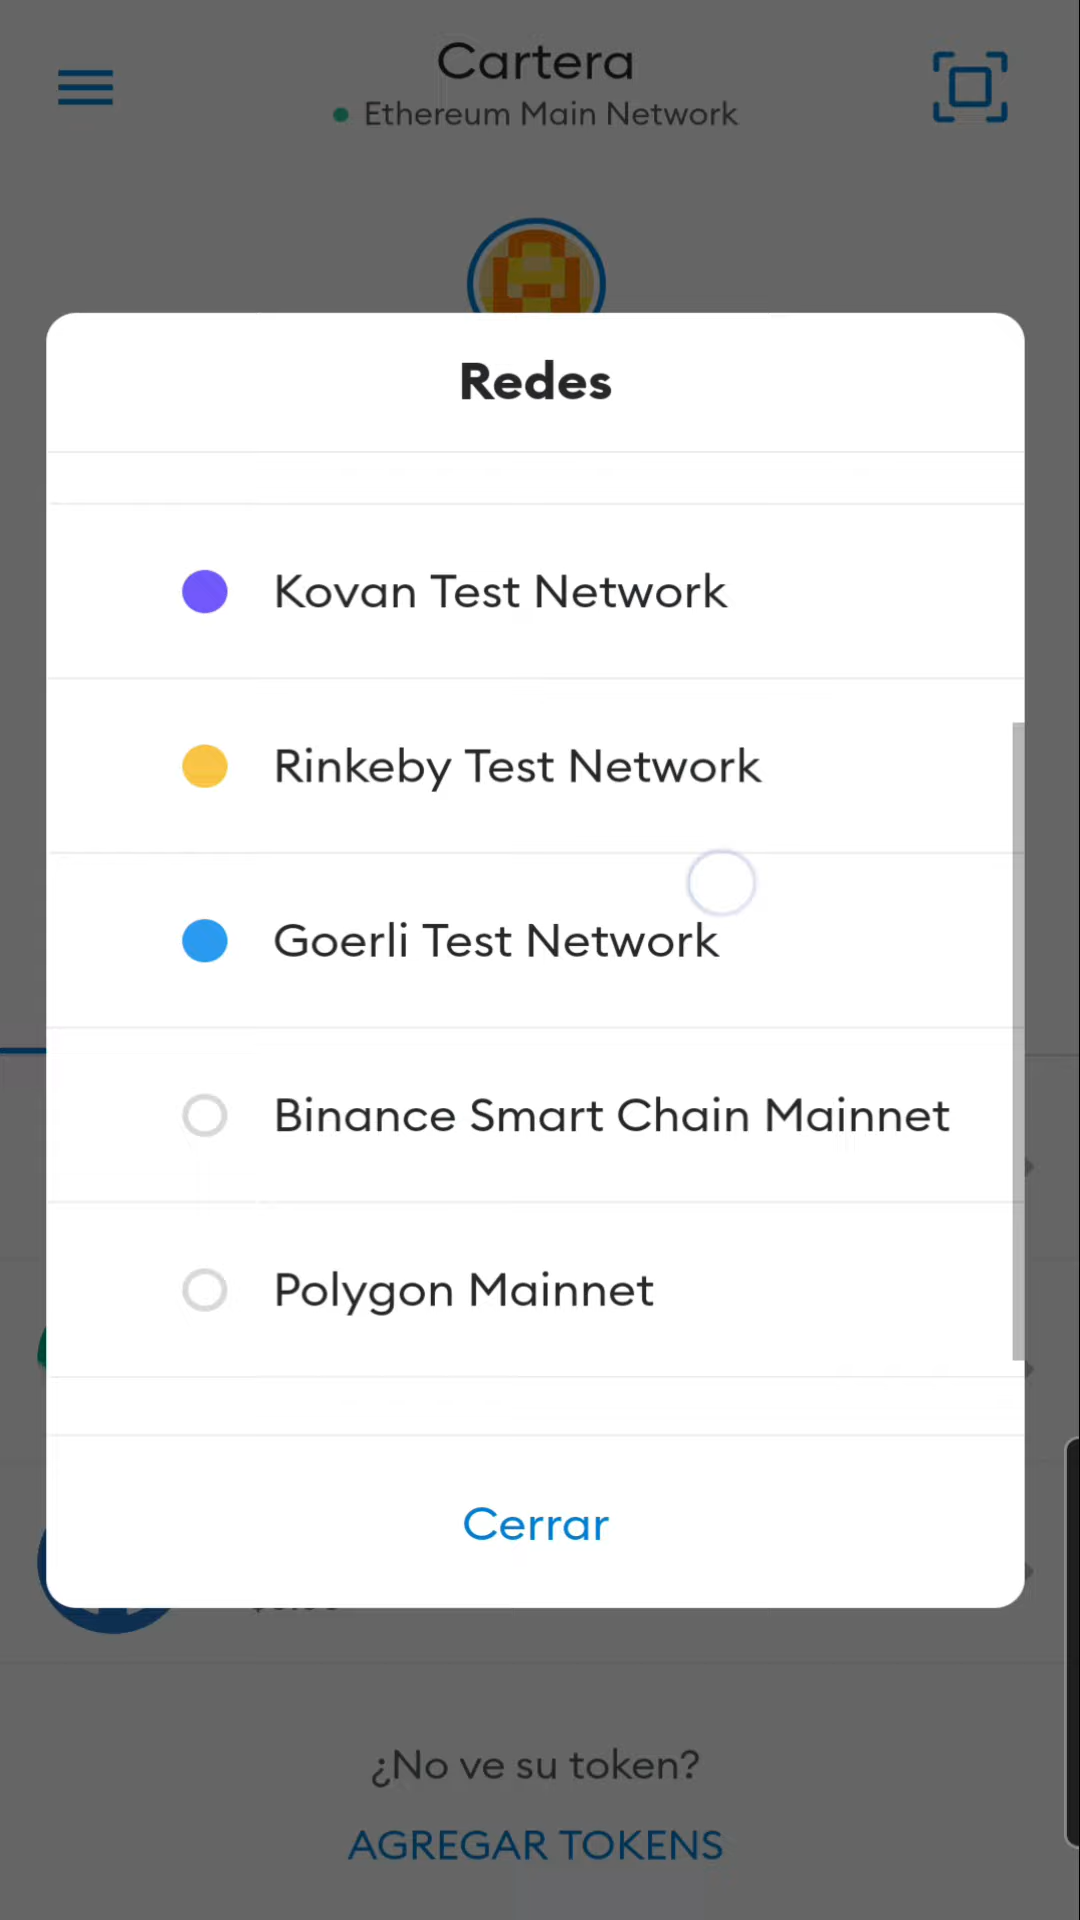 Cartera
Ethereum Main Network
Redes
Kovan Test Network
Rinkeby Test Network
Goerli Test Network
Binance Smart Chain Mainnet
Polygon Mainnet
Cerrar
¿No ve su token?
AGREGAR TOKENS